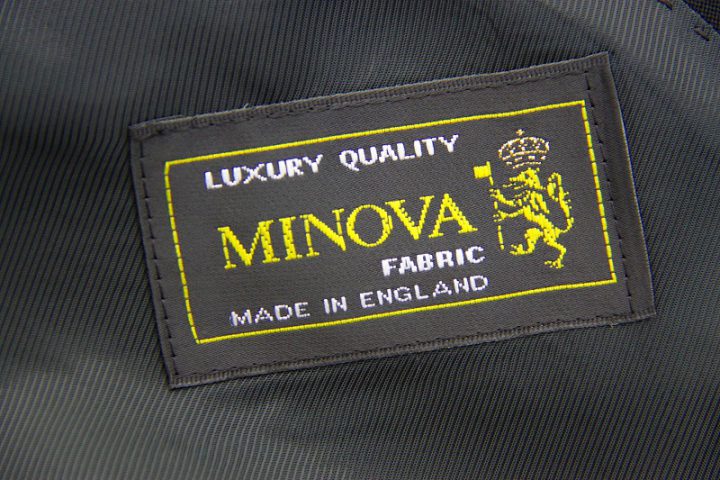 LUXURY QUALITY
MINOVA
FABRIC
MADE IN ENGLAND